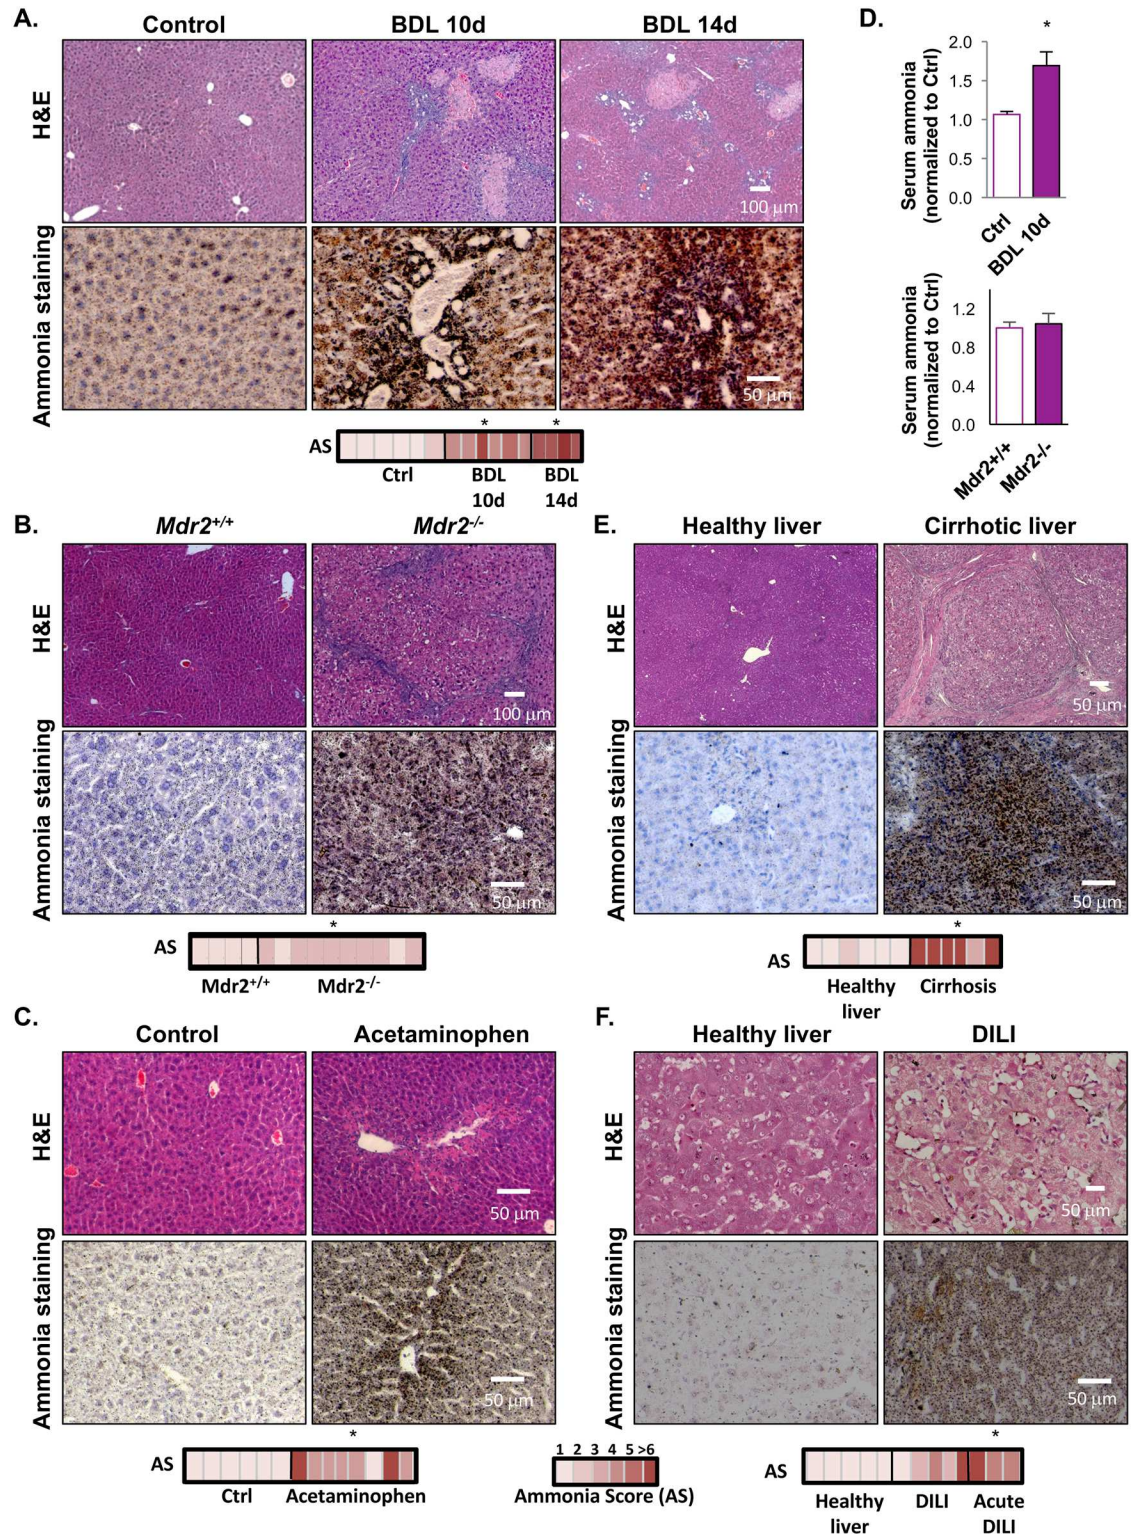 A.
Control
BDL 10d
BDL 14d
H&E
100 μm
Ammonia staining
50 μm
* *
AS
Ctrl
BDL
10d
BDL
14d
D.
*
Serum ammonia
(normalized to Ctrl)
2.0
1.5
1.0
0.5
0.0
Ctrl
BDL 10d
Serum ammonia
(normalized to Ctrl)
1.2
0.8
0.4
0.0
Mdr2+/+
Mdr2-/-
B.
Mdr2+/+
Mdr2-/-
H&E
100 μm
Ammonia staining
50 μm
*
AS
Mdr2+/+
Mdr2-/-
E.
Healthy liver
Cirrhotic liver
H&E
50 μm
Ammonia staining
50 μm
*
AS
Healthy
liver
Cirrhosis
C.
Control
Acetaminophen
H&E
50 μm
Ammonia staining
50 μm
*
AS
Ctrl
Acetaminophen
1 2 3 4 5 >6
Ammonia Score (AS)
F.
Healthy liver
DILI
H&E
50 μm
Ammonia staining
50 μm
*
AS
Healthy
liver
DILI
Acute
DILI